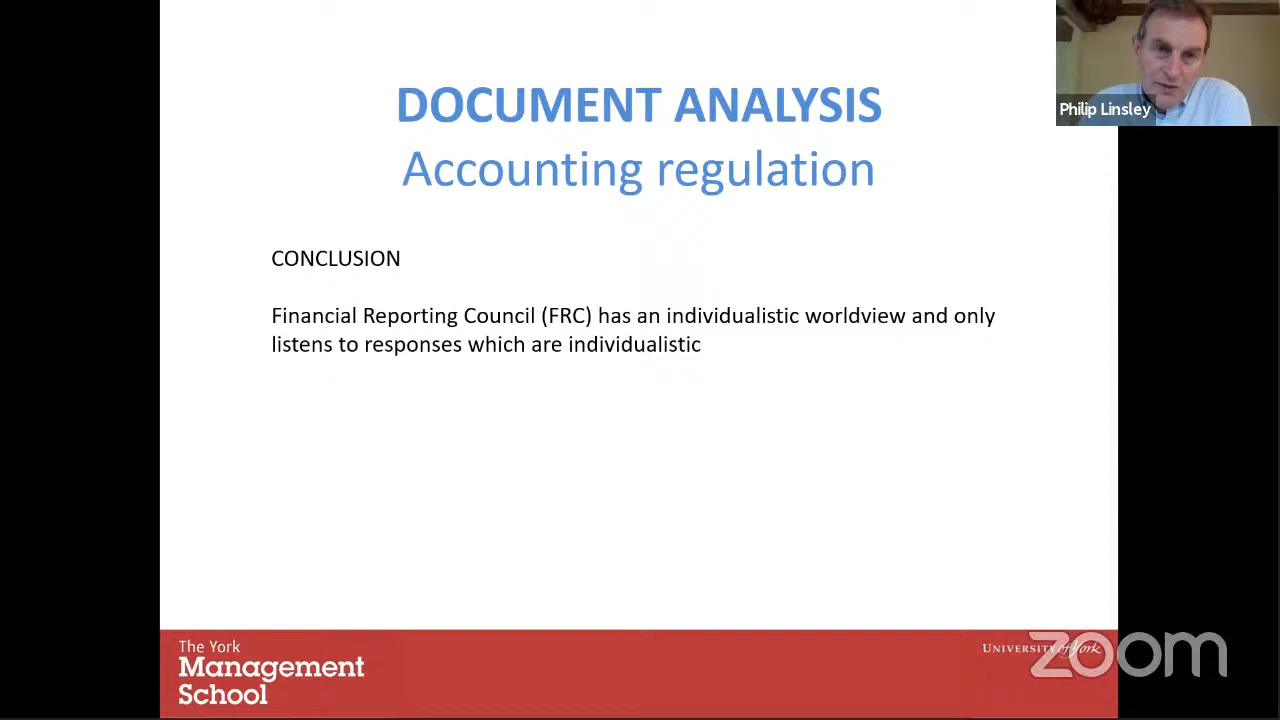 DOCUMENT ANALYSIS
Accounting regulation
Philip Linsley
CONCLUSION
Financial Reporting Council (FRC) has an individualistic worldview and only
listens to responses which are individualistic
The York
Management
School
UNIVERSITY of York
zoom